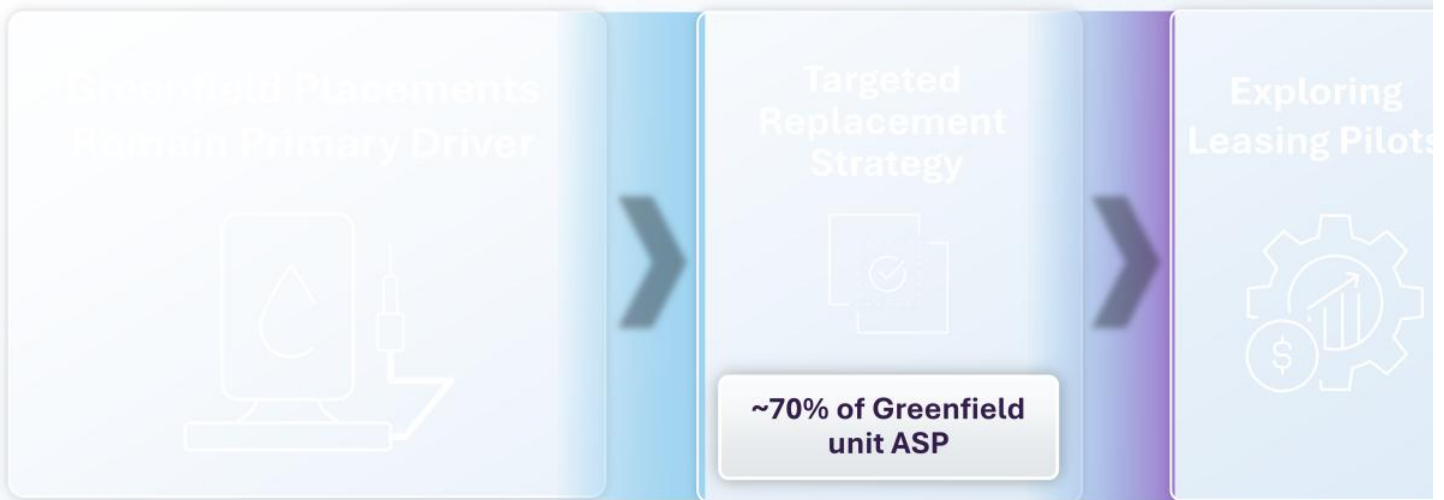 Greenfield Placements
Remain Primary Driver
Targeted
Replacement
Strategy
~70% of Greenfield
unit ASP
Exploring
Leasing Pilots
$